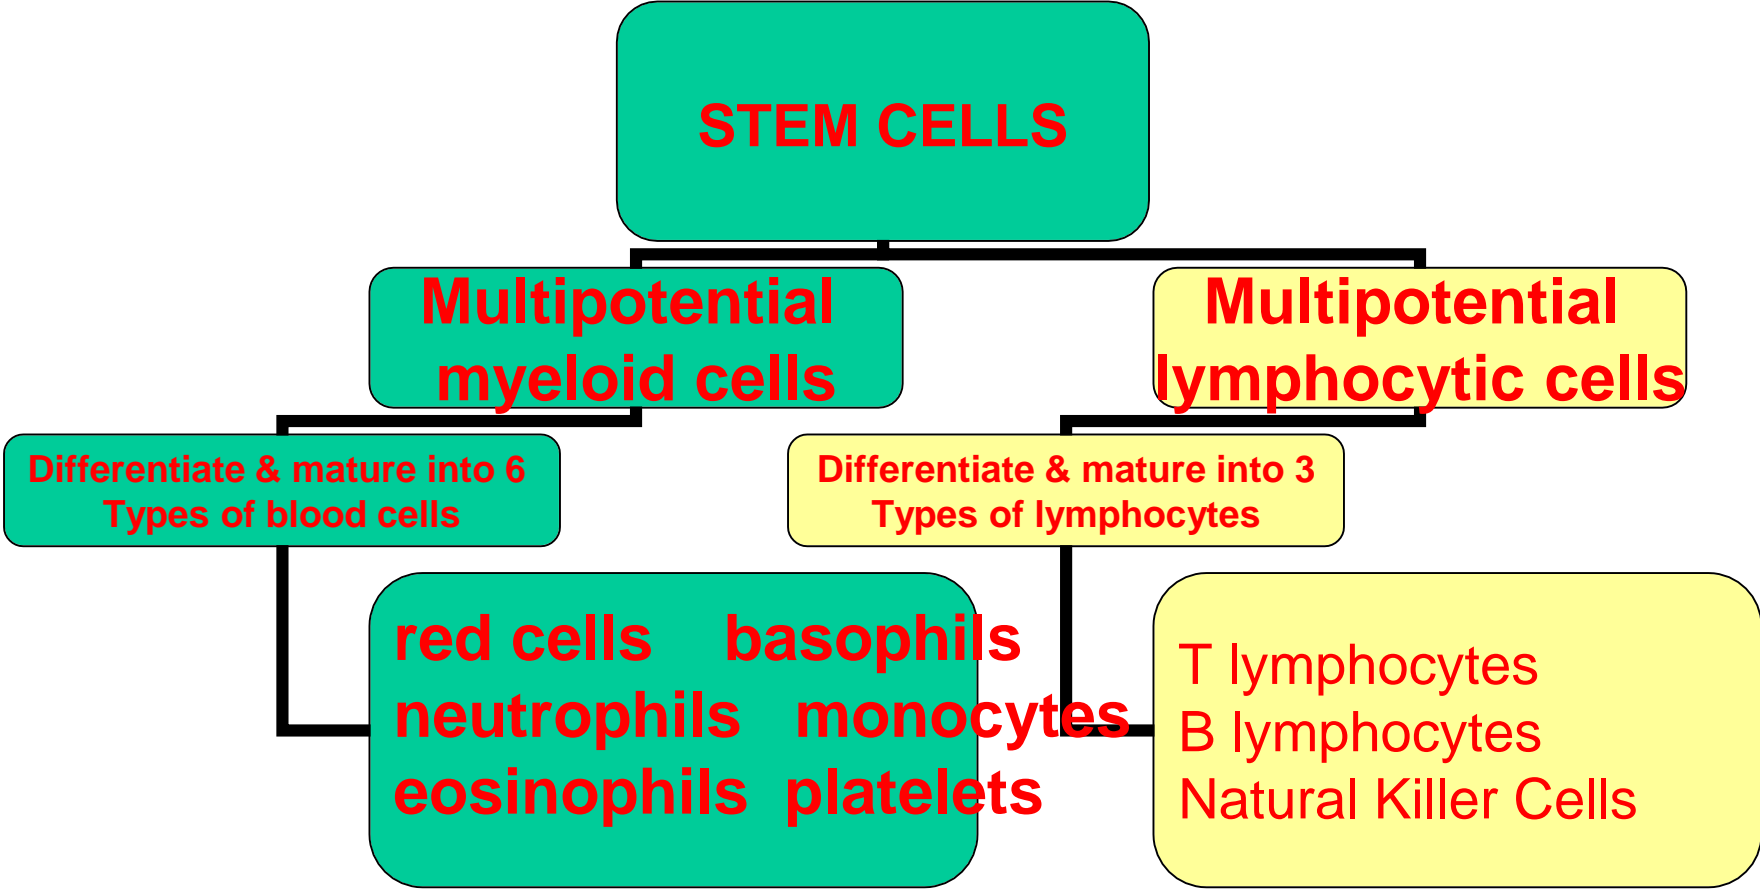 STEM CELLS
Multipotential
myeloid cells
Multipotential
lymphocytic cells
Differentiate & mature into 6
Types of blood cells
Differentiate & mature into 3
Types of lymphocytes
red cells basophils
neutrophils monocytes
eosinophils platelets
T lymphocytes
B lymphocytes
Natural Killer Cells